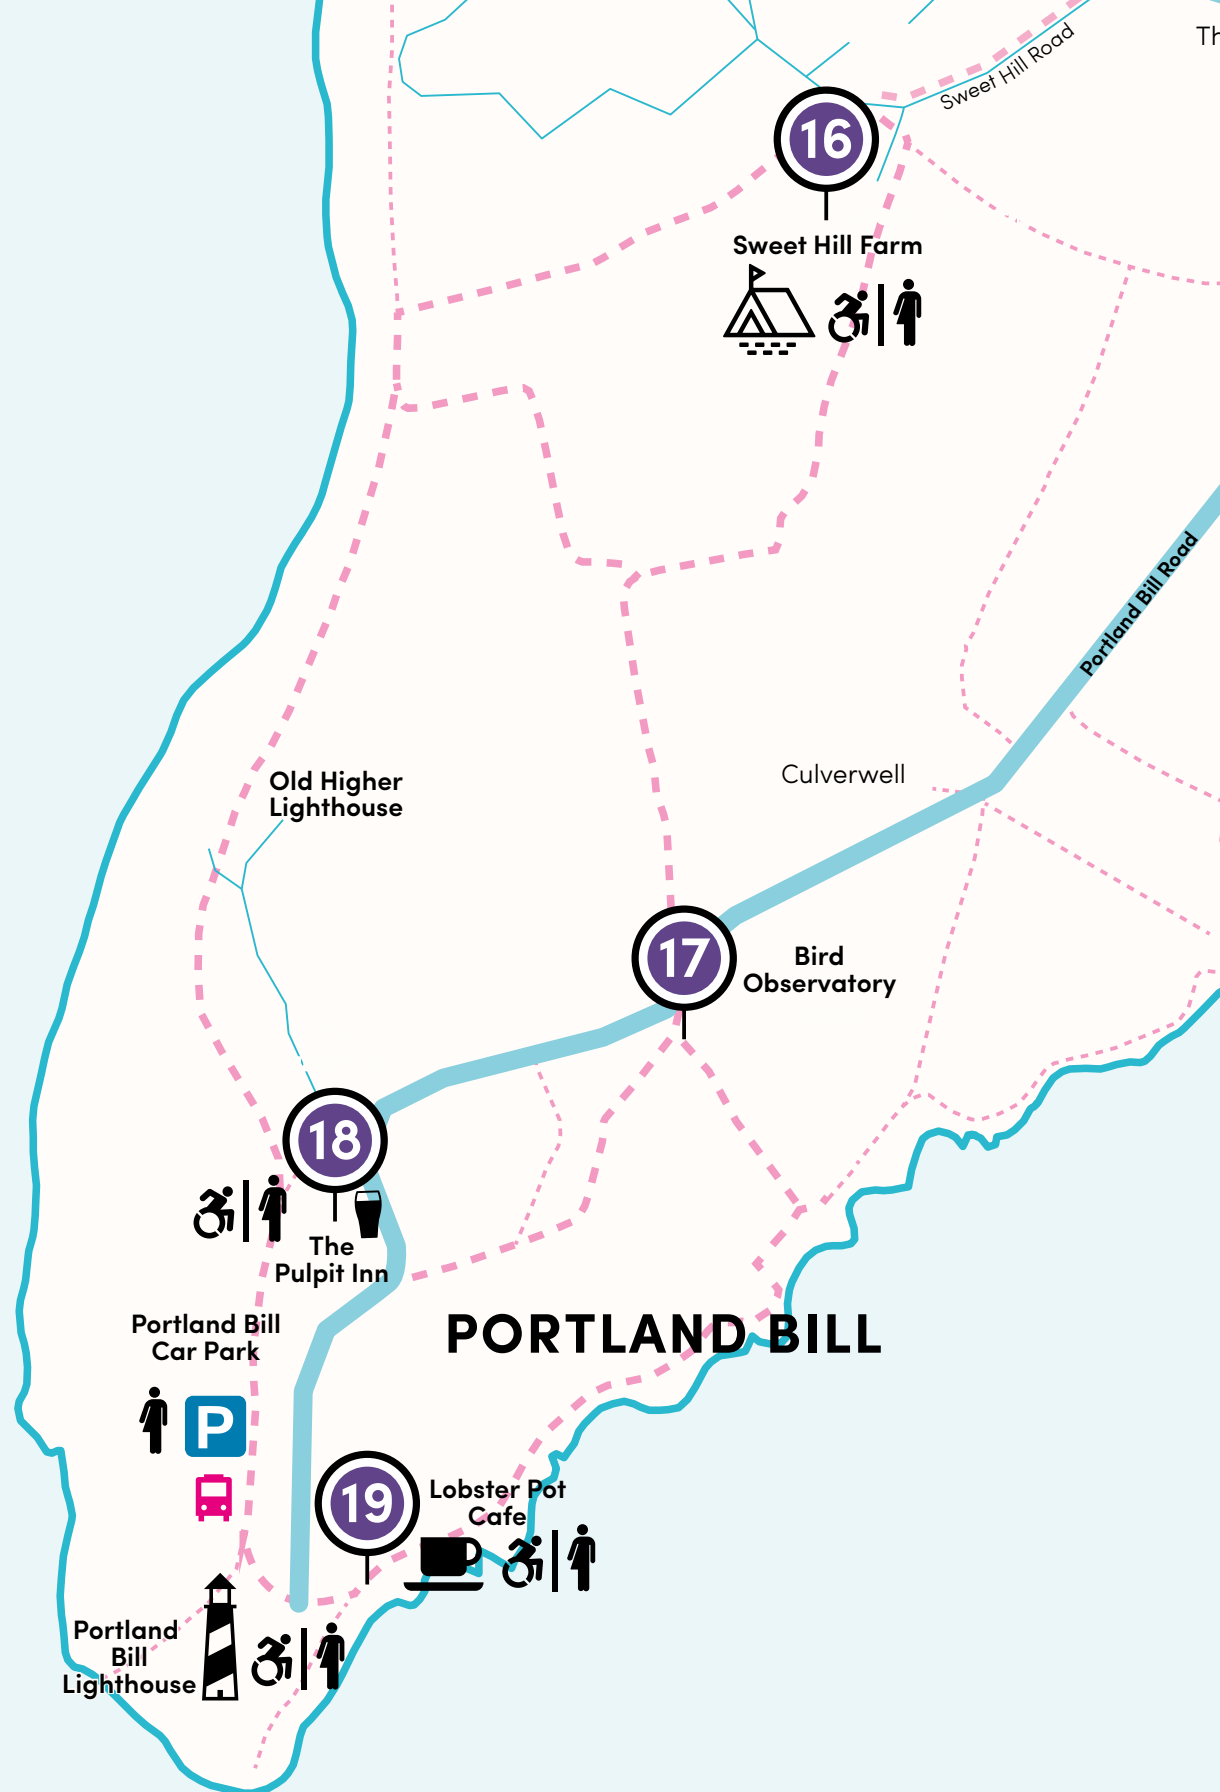 Th
Sweet Hill Road
16
Sweet Hill Farm
Portland Bill Road
Old Higher
Lighthouse
Culverwell
17
Bird
Observatory
18
The
Pulpit Inn
PORTLAND BILL
Portland Bill
Car Park
P
19
Lobster Pot
Cafe
Portland
Bill
Lighthouse